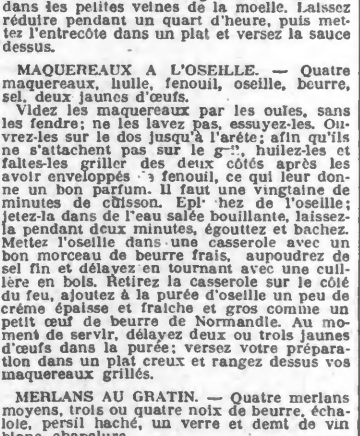 dans les petites veines de la moelle. Laissez
réduire pendant un quart d'heure, puis met-
tez l'entrecôte dans un plat et versez la sauce
dessus.
MAQUEREAUX A L'OSEILLE. — Quatre
maquereaux, huile, fenouil, oseille, beurre,
sel, deux jaunes d'œufs.
Videz les maquereaux par les ouïes, sans
les fendre; ne les lavez pas, essuyez-les. Ou-
vrez-les sur le dos jusqu'à l'arête; afin qu'ils
ne s'attachent pas sur le huilez-les et
faites-les griller des deux côtés après les
avoir enveloppés fenouil, ce qui leur don-
ne un bon parfum. Il faut une vingtaine de
minutes de cuisson. de l'oseille;
jetez-la dans de l'eau salée bouillante, laissez-
la pendant deux minutes, égouttez et hachez.
Mettez l'oseille dans une casserole avec un
bon morceau de beurre frais, saupoudrez de
sel fin et délayez en tournant avec une cuil-
lère en bois. Retirez la casserole sur le côté
du feu, ajoutez à la purée d'oseille un peu de
crème épaisse et fraîche et gros comme un
petit œuf de beurre de Normandie. Au mo-
ment de servir, délayez deux ou trois jaunes
d'œufs dans la purée; versez votre prépara-
tion dans un plat creux et rangez dessus vos
maquereaux grillés.
MERLANS AU GRATIN. — Quatre merlans
moyens, trois ou quatre noix de beurre, écha-
lote, persil haché, un verre et demi de vin
blanc, chapelure.